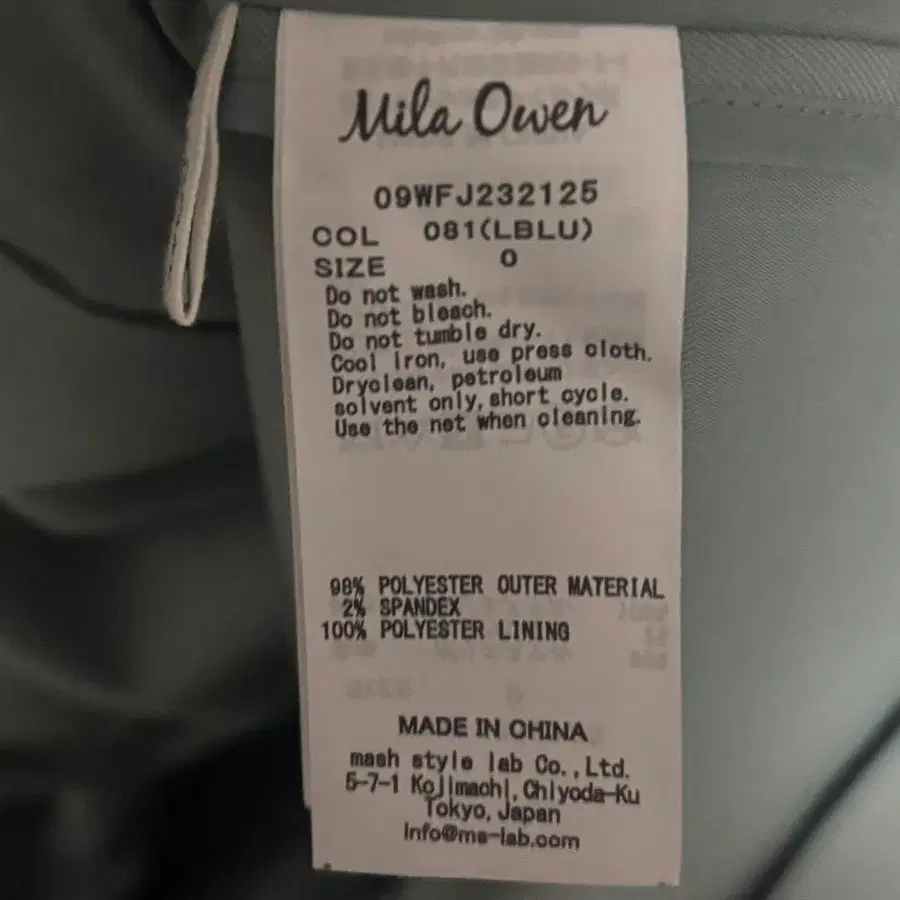 Mila Owen
09WFJ232125
COL 081(LBLU)
SIZE 0
Do not wash.
Do not bleach.
Do not tumble dry.
Cool iron, use press cloth.
Dryclean, petroleum
solvent only, short cycle.
Use the net when cleaning.
98% POLYESTER OUTER MATERIAL
2% SPANDEX
100% POLYESTER LINING
MADE IN CHINA
mash style lab Co.,Ltd.
5-7-1 Kojimachi, Chiyoda-Ku
Tokyo, Japan
info@ms-lab.com